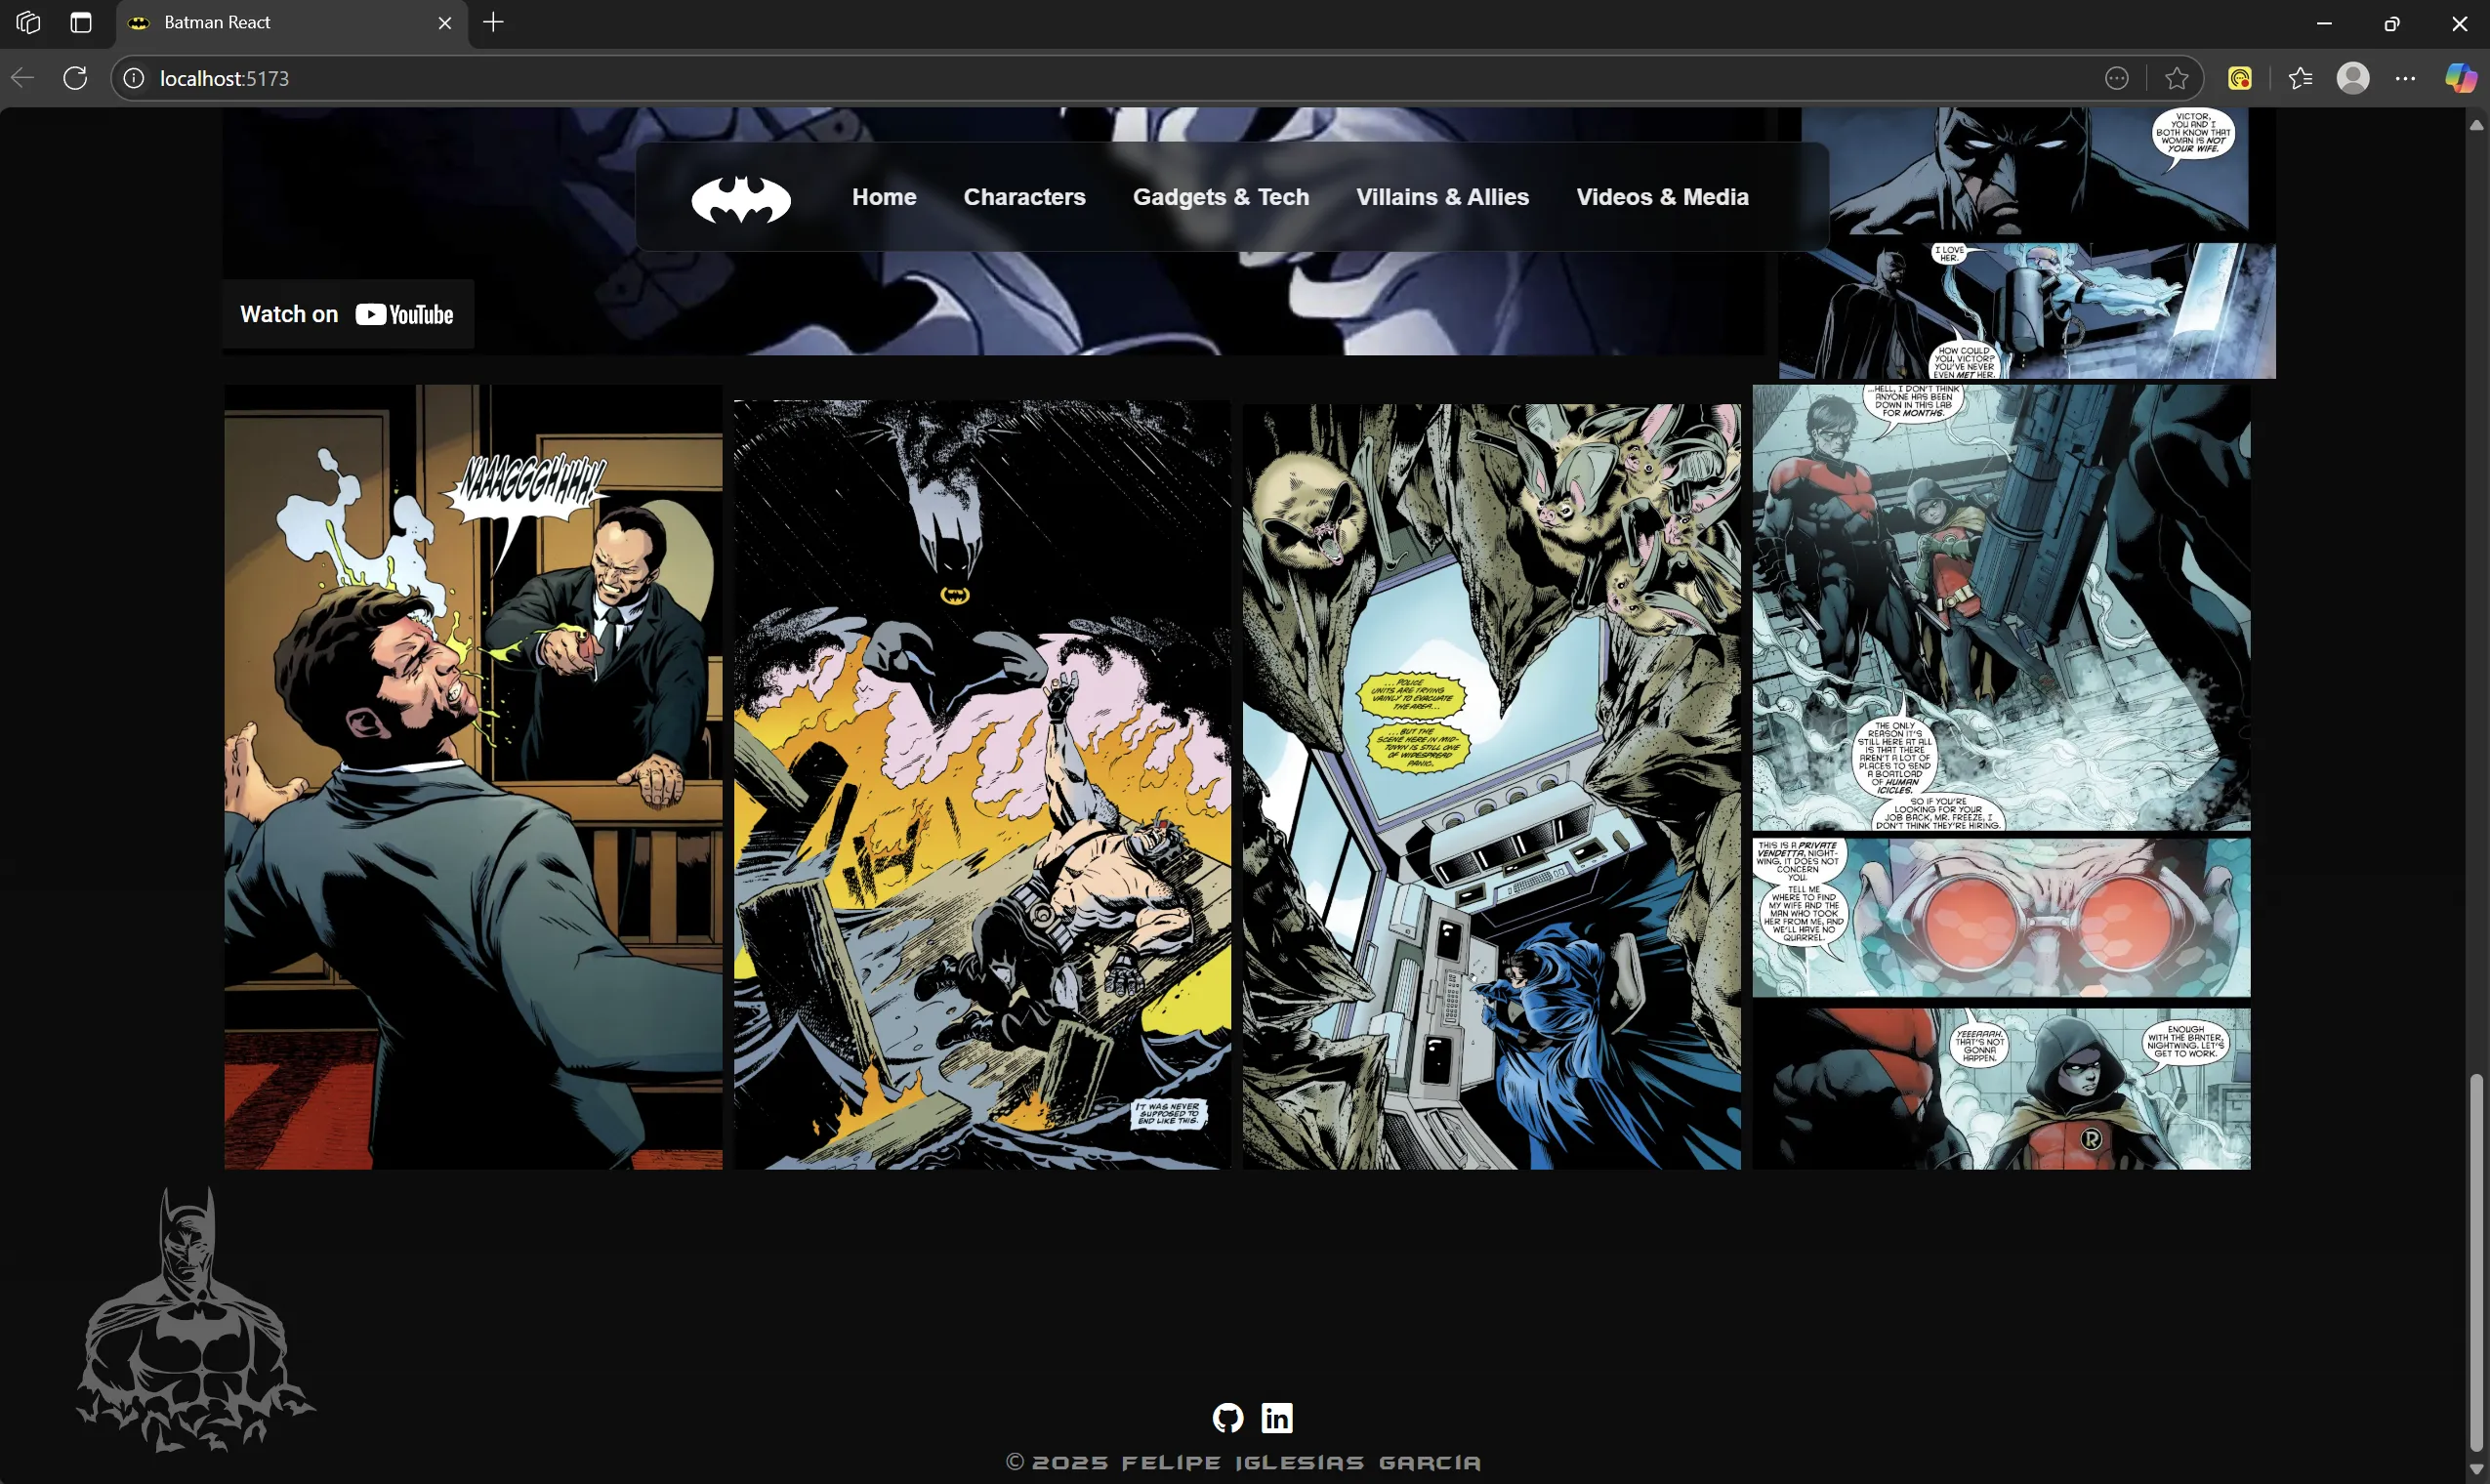 Batman React
localhost:5173
VICTOR,
YOU AND I
BOTH KNOW THAT
WOMAN IS NOT
YOUR WIFE.
Home Characters Gadgets & Tech Villains & Allies Videos & Media
I LOVE
HER.
Watch on YouTube
HOW COULD
YOU, VICTOR?
YOU'VE NEVER
EVEN MET HER.
NAAAGGGHHHH!
...HELL, I DON'T THINK
ANYONE HAS BEEN
DOWN IN THIS LAB
FOR MONTHS.
...POLICE
UNITS ARE TRYING
VAINLY TO EVACUATE
THE AREA...
...BUT THE
SCENE HERE IN MID-
TOWN IS STILL ONE
OF WIDESPREAD
PANIC.
THE ONLY
REASON IT'S
STILL HERE AT ALL
IS THAT THERE
AREN'T A LOT OF
PLACES TO SEND
A BOATLOAD
OF HUMAN
ICICLES.
SO IF YOU'RE
LOOKING FOR YOUR
JOB BACK, MR. FREEZE, I
DON'T THINK THEY'RE HIRING.
THIS IS A PRIVATE
VENDETTA, NIGHT-
WING. IT DOES NOT
CONCERN
YOU.
TELL ME
WHERE TO FIND
MY WIFE AND THE
MAN WHO TOOK
HER FROM ME, AND
WE'LL HAVE NO
QUARREL.
IT WAS NEVER
SUPPOSED TO
END LIKE THIS.
YEEEAAAH.
THAT'S NOT
GONNA
HAPPEN.
ENOUGH
WITH THE BANTER,
NIGHTWING. LET'S
GET TO WORK.
R
in
© 2025 FELIPE IGLESIAS GARCÍA